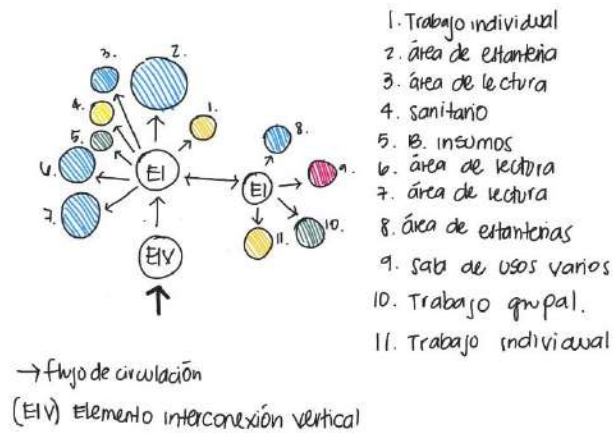 3.
2.
4.
1.
5.
8.
6.
EI
9.
EI
7.
10.
11.
EIV
1. Trabajo individual
2. área de estantería
3. área de lectura
4. sanitario
5. B. insumos
6. área de lectura
7. área de lectura
8. área de estanterias
9. sala de usos varios
10. Trabajo grupal.
11. Trabajo individual
→ flujo de circulación
(EIV) Elemento interconexión vertical